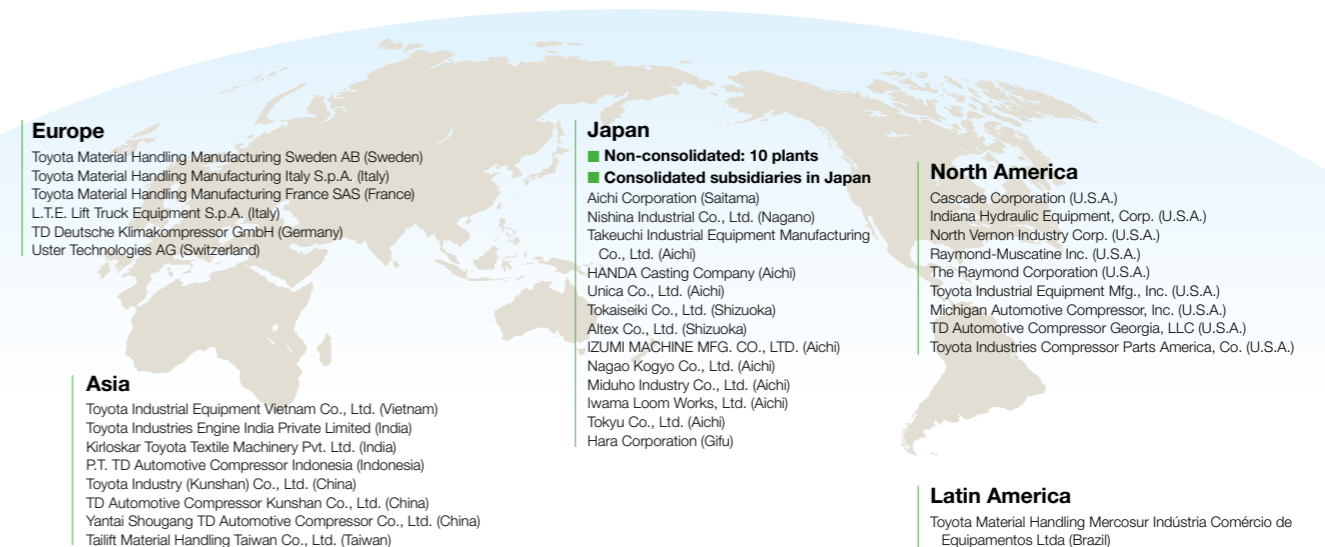 Europe
Toyota Material Handling Manufacturing Sweden AB (Sweden)
Toyota Material Handling Manufacturing Italy S.p.A. (Italy)
Toyota Material Handling Manufacturing France SAS (France)
L.T.E. Lift Truck Equipment S.p.A. (Italy)
TD Deutsche Klimakompressor GmbH (Germany)
Uster Technologies AG (Switzerland)
Asia
Toyota Industrial Equipment Vietnam Co., Ltd. (Vietnam)
Toyota Industries Engine India Private Limited (India)
Kirloskar Toyota Textile Machinery Pvt. Ltd. (India)
P.T. TD Automotive Compressor Indonesia (Indonesia)
Toyota Industry (Kunshan) Co., Ltd. (China)
TD Automotive Compressor Kunshan Co., Ltd. (China)
Yantai Shougang TD Automotive Compressor Co., Ltd. (China)
Tailift Material Handling Taiwan Co., Ltd. (Taiwan)
Japan
■ Non-consolidated: 10 plants
■ Consolidated subsidiaries in Japan
Aichi Corporation (Saitama)
Nishina Industrial Co., Ltd. (Nagano)
Takeuchi Industrial Equipment Manufacturing
Co., Ltd. (Aichi)
HANDA Casting Company (Aichi)
Unica Co., Ltd. (Aichi)
Tokaiseiki Co., Ltd. (Shizuoka)
Altex Co., Ltd. (Shizuoka)
IZUMI MACHINE MFG. CO., LTD. (Aichi)
Nagao Kogyo Co., Ltd. (Aichi)
Miduho Industry Co., Ltd. (Aichi)
Iwama Loom Works, Ltd. (Aichi)
Tokyu Co., Ltd. (Aichi)
Hara Corporation (Gifu)
North America
Cascade Corporation (U.S.A.)
Indiana Hydraulic Equipment, Corp. (U.S.A.)
North Vernon Industry Corp. (U.S.A.)
Raymond-Muscatine Inc. (U.S.A.)
The Raymond Corporation (U.S.A.)
Toyota Industrial Equipment Mfg., Inc. (U.S.A.)
Michigan Automotive Compressor, Inc. (U.S.A.)
TD Automotive Compressor Georgia, LLC (U.S.A.)
Toyota Industries Compressor Parts America, Co. (U.S.A.)
Latin America
Toyota Material Handling Mercosur Indústria Comércio de
Equipamentos Ltda (Brazil)